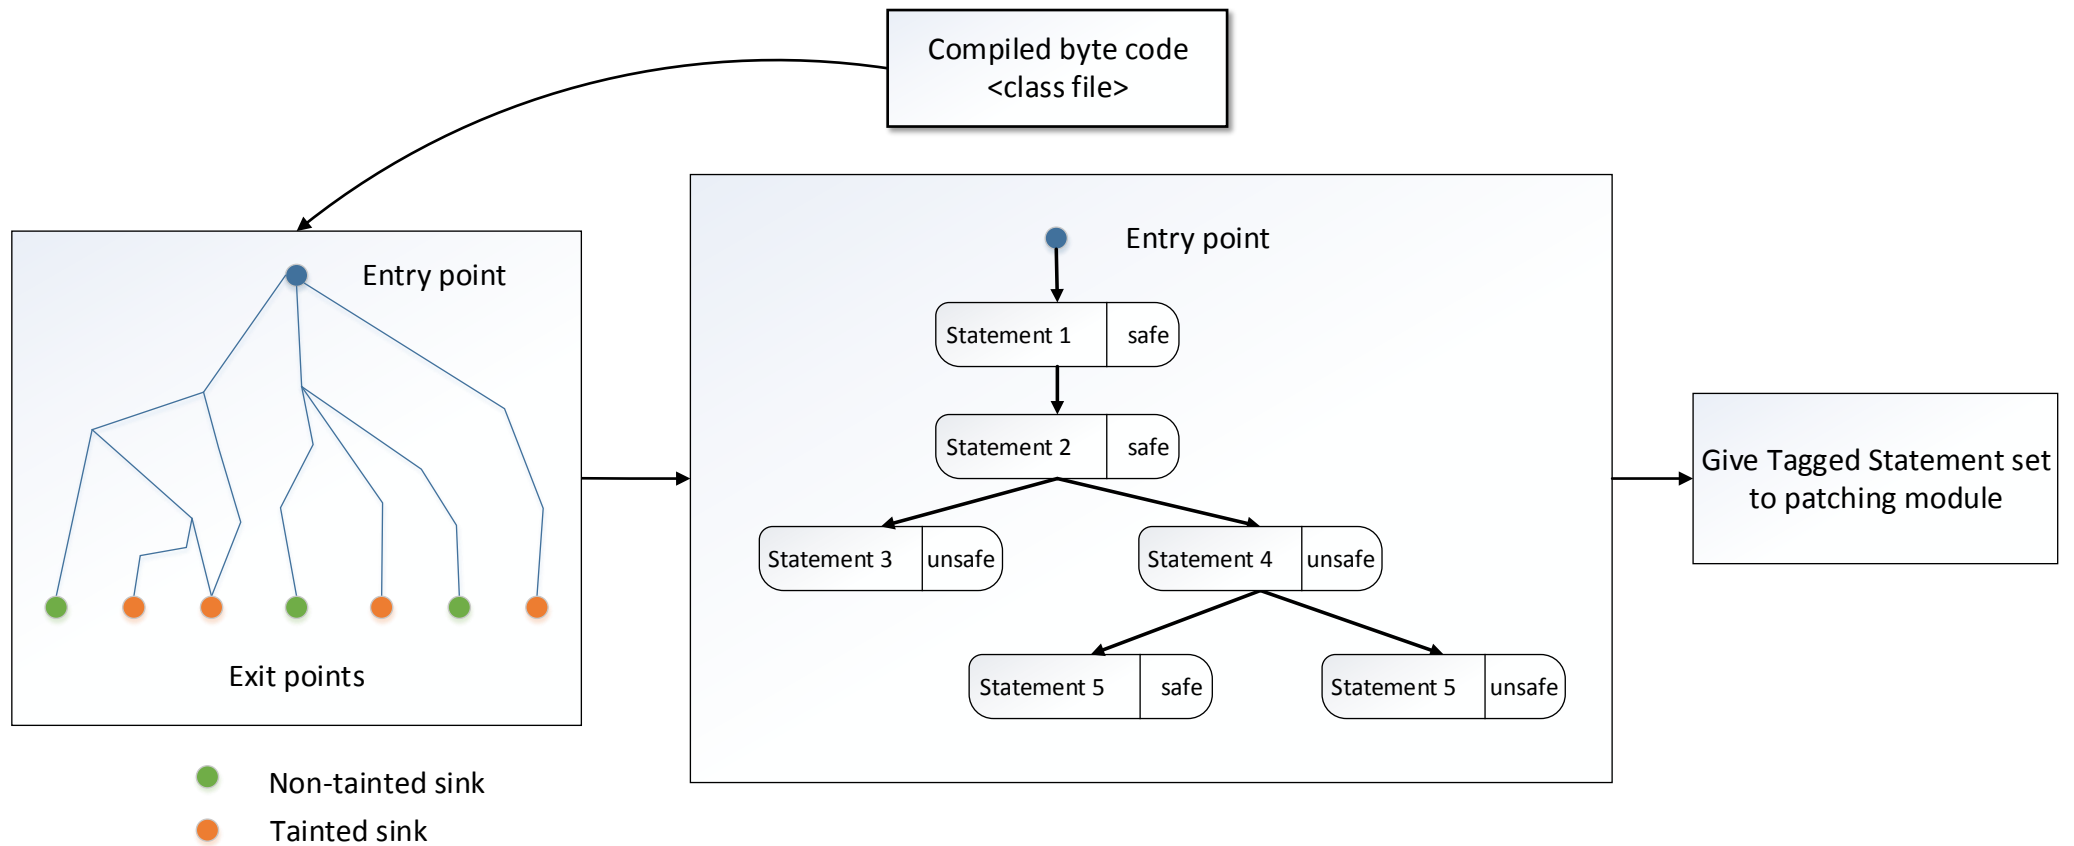 Compiled byte code
<class file>
Entry point
Exit points
Non-tainted sink
Tainted sink
Entry point
Statement 1 safe
Statement 2 safe
Statement 3 unsafe
Statement 4 unsafe
Statement 5 safe
Statement 5 unsafe
Give Tagged Statement set
to patching module